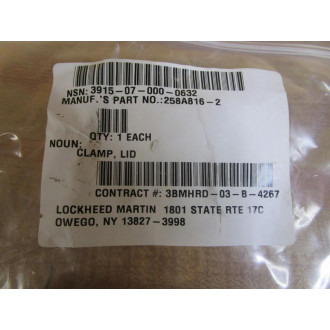 NSN: 3915-07-000-0632
MANUF.'S PART NO.:258A816-2
QTY: 1 EACH
NOUN:
CLAMP, LID
CONTRACT #: 3BMHRD-03-B-4267
LOCKHEED MARTIN 1801 STATE RTE 17C
OWEGO, NY 13827-3998